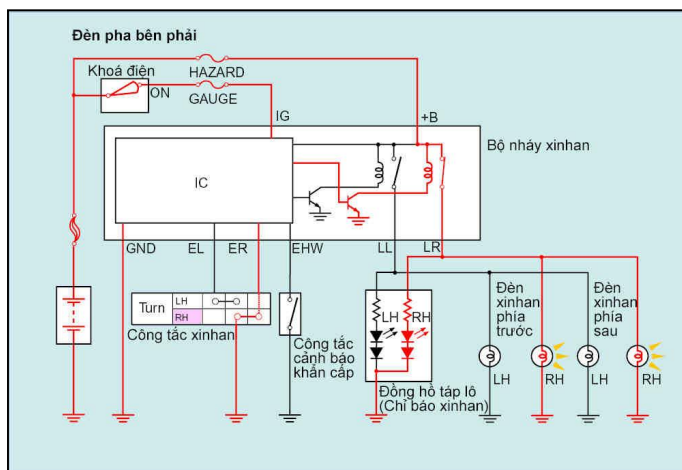 Đèn pha bên phải
Khoá điện
ON
HAZARD
GAUGE
IG
+B
Bộ nháy xinhan
IC
GND
EL
ER
EHW
LL
LR
Turn
LH
RH
Công tắc xinhan
Công tắc
cảnh báo
khẩn cấp
LH
RH
Đồng hồ táp lô
(Chỉ báo xinhan)
Đèn
xinhan
phía
trước
LH
RH
Đèn
xinhan
phía
sau
LH
RH